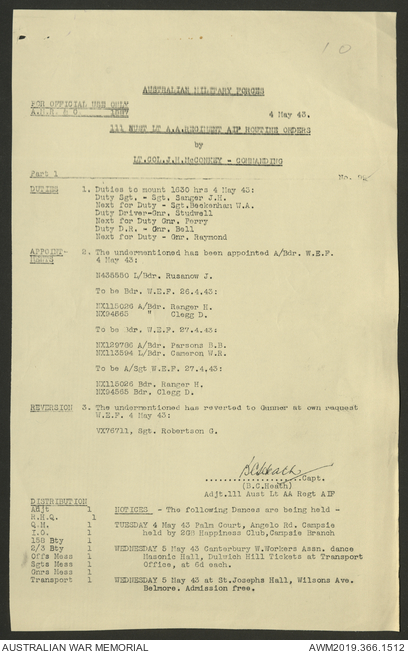 10
AUSTRALIAN MILITARY FORCES
FOR OFFICIAL USE ONLY
4 May 43.
111 AUST LT A.A.REGIMENT AIF ROUTINE ORDERS
by
LT.COL.J.H.McCONNEY - COMMANDING
Part 1 No.
DUTIES 1. Duties to mount 1630 hrs 4 May 43:
Duty Sgt. - Sgt. Sanger J.H.
Next for Duty - Sgt.Beckenham W.A.
Duty Driver-Gnr. Studwell
Next for Duty - Gnr. Perry
Duty D.R. - Gnr. Bell
Next for Duty - Gnr. Raymond
APPOINT- 2. The undermentioned has been appointed A/Bdr. W.E.F.
MENTS 4 May 43:
N438580 L/Bdr. Ruzanow J.
To be Bdr. W.E.F. 26.4.43:
NX115026 A/Bdr. Ranger H.
NX94565 " Clegg D.
To be Bdr. W.E.F. 27.4.43:
NX129786 A/Bdr. Parsons B.B.
NX113594 L/Bdr. Cameron W.R.
To be A/Sgt W.E.F. 27.4.43:
NX115026 Bdr. Ranger H.
NX94565 Bdr. Clegg D.
REVERSION 3. The undermentioned has reverted to Gunner at own request
W.E.F. 4 May 43:
VX76711, Sgt. Robertson G.
BCHeath
Capt.
(B.C.Heath)
Adjt.111 Aust Lt AA Regt AIF
DISTRIBUTION
Adjt 1 NOTICES - The following Dances are being held -
R.H.Q. 1
Q.M. 1 TUESDAY 4 May 43 Palm Court, Angelo Rd. Campsie
I.O. 1 held by 2GB Happiness Club,Campsie Branch
158 Bty 1
2/3 Bty 1 WEDNESDAY 5 May 43 Canterbury W.Workers Assn. dance
Offs Mess 1 Masonic Hall, Dulwich Hill Tickets at Transport
Sgts Mess 1 Office, at 6d each.
Gnrs Mess 1
Transport 1 WEDNESDAY 5 May 43 at St.Josephs Hall, Wilsons Ave.
Belmore. Admission free.
AUSTRALIAN WAR MEMORIAL AWM2019.366.1512